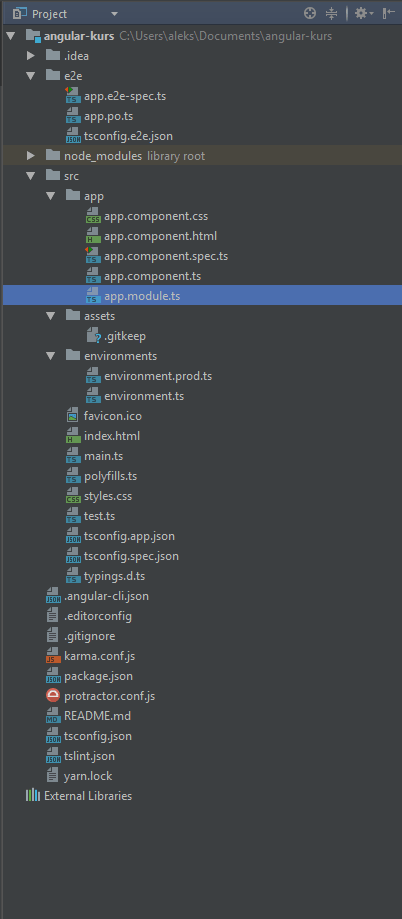 Project
angular-kurs C:\Users\aleks\Documents\angular-kurs
.idea
e2e
app.e2e-spec.ts
app.po.ts
tsconfig.e2e.json
node_modules library root
src
app
app.component.css
app.component.html
app.component.spec.ts
app.component.ts
app.module.ts
assets
.gitkeep
environments
environment.prod.ts
environment.ts
favicon.ico
index.html
main.ts
polyfills.ts
styles.css
test.ts
tsconfig.app.json
tsconfig.spec.json
typings.d.ts
.angular-cli.json
.editorconfig
.gitignore
karma.conf.js
package.json
protractor.conf.js
README.md
tsconfig.json
tslint.json
yarn.lock
External Libraries